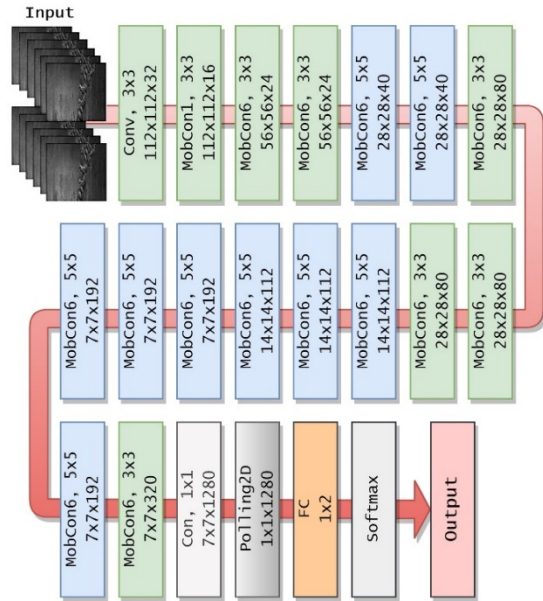 Input
Conv, 3x3
112x112x32
MobCon1, 3x3
112x112x16
MobCon6, 3x3
56x56x24
MobCon6, 3x3
56x56x24
MobCon6, 5x5
28x28x40
MobCon6, 5x5
28x28x40
MobCon6, 3x3
28x28x80
MobCon6, 5x5
7x7x192
MobCon6, 5x5
7x7x192
MobCon6, 5x5
7x7x192
MobCon6, 5x5
14x14x112
MobCon6, 5x5
14x14x112
MobCon6, 5x5
14x14x112
MobCon6, 3x3
28x28x80
MobCon6, 3x3
28x28x80
MobCon6, 5x5
7x7x192
MobCon6, 3x3
7x7x320
Con, 1x1
7x7x1280
Polling2D
1x1x1280
FC
1x2
Softmax
Output